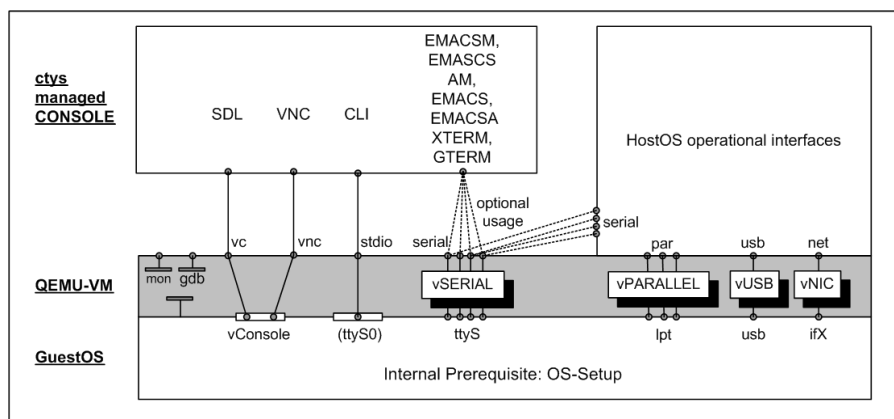 ctys
managed
CONSOLE
SDL
VNC
CLI
EMACSM,
EMASCS
AM,
EMACS,
EMACSA
XTERM,
GTERM
HostOS operational interfaces
optional
usage
serial
vc
vnc
stdio
serial
par
usb
net
QEMU-VM
mon
gdb
vSERIAL
vPARALLEL
vUSB
vNIC
vConsole
(ttyS0)
ttyS
lpt
usb
ifX
GuestOS
Internal Prerequisite: OS-Setup